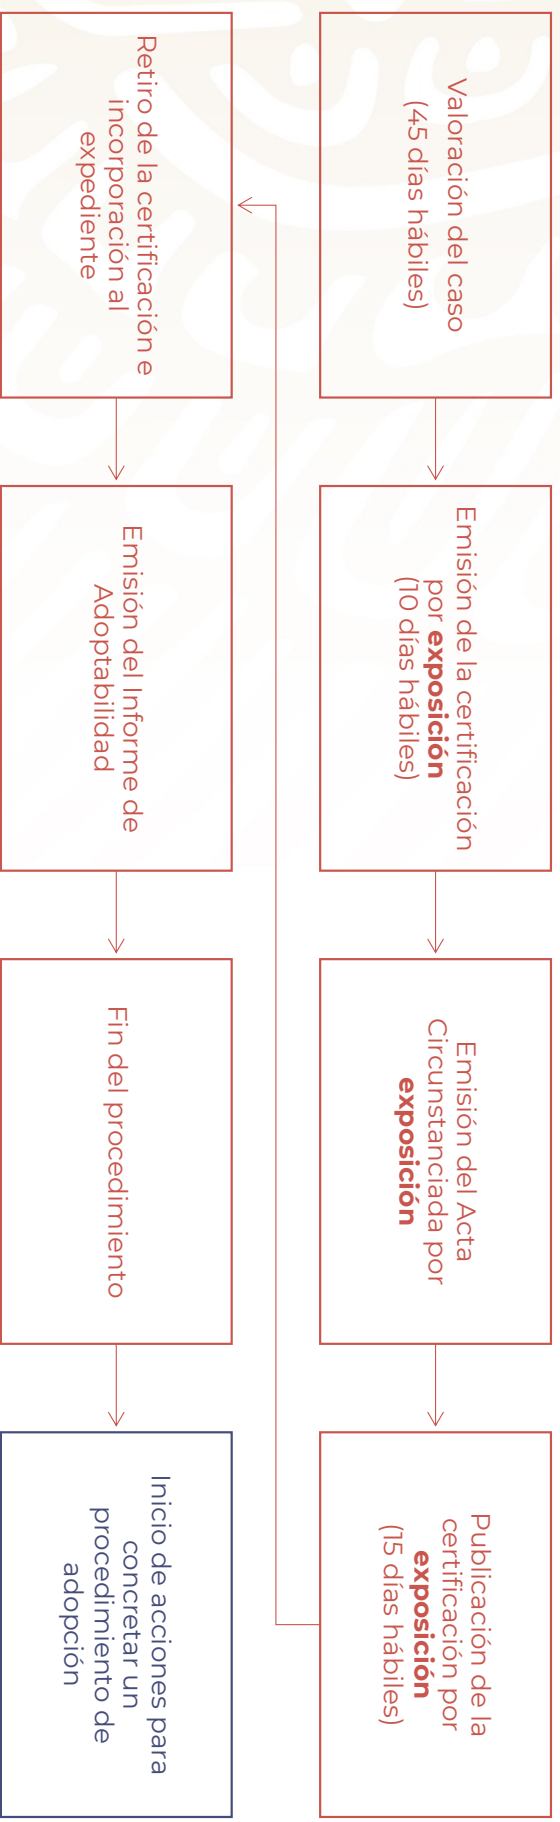 Valoración del caso
(45 días hábiles)
Emisión de la certificación
por exposición
(10 días hábiles)
Emisión del Acta
Circunstanciada por
exposición
Publicación de la
certificación por
exposición
(15 días hábiles)
Retiro de la certificación e
incorporación al
expediente
Emisión del Informe de
Adoptabilidad
Fin del procedimiento
Inicio de acciones para
concretar un
procedimiento de
adopción